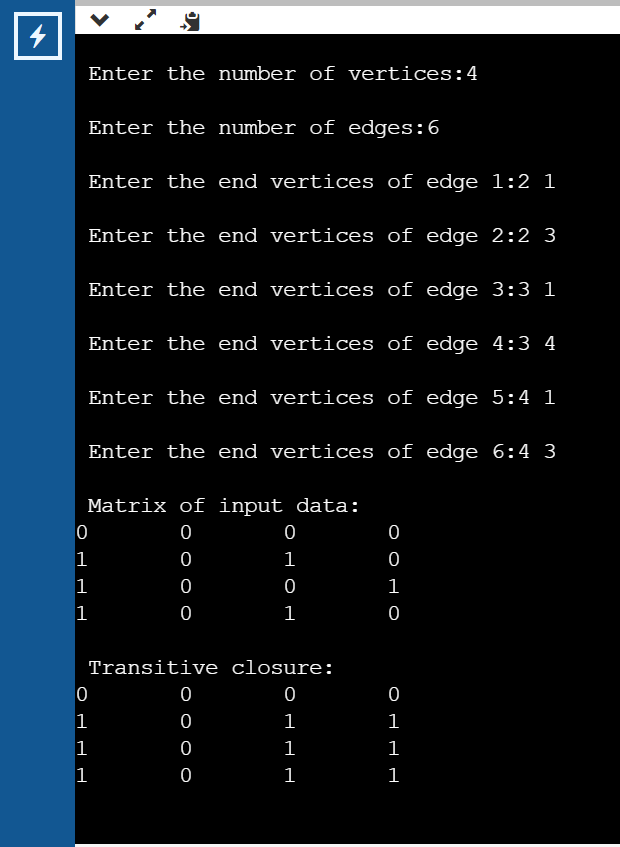 Enter the number of vertices:4
Enter the number of edges:6
Enter the end vertices of edge 1:2 1
Enter the end vertices of edge 2:2 3
Enter the end vertices of edge 3:3 1
Enter the end vertices of edge 4:3 4
Enter the end vertices of edge 5:4 1
Enter the end vertices of edge 6:4 3
Matrix of input data:
0 0 0 0
1 0 1 0
1 0 0 1
1 0 1 0
Transitive closure:
0 0 0 0
1 0 1 1
1 0 1 1
1 0 1 1